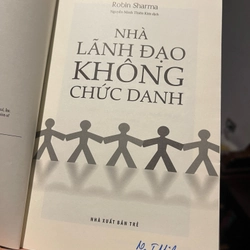 Robin Sharma
NHÀ
LÃNH ĐẠO
KHÔNG
CHỨC DANH
NHÀ XUẤT BẢN TRẺ